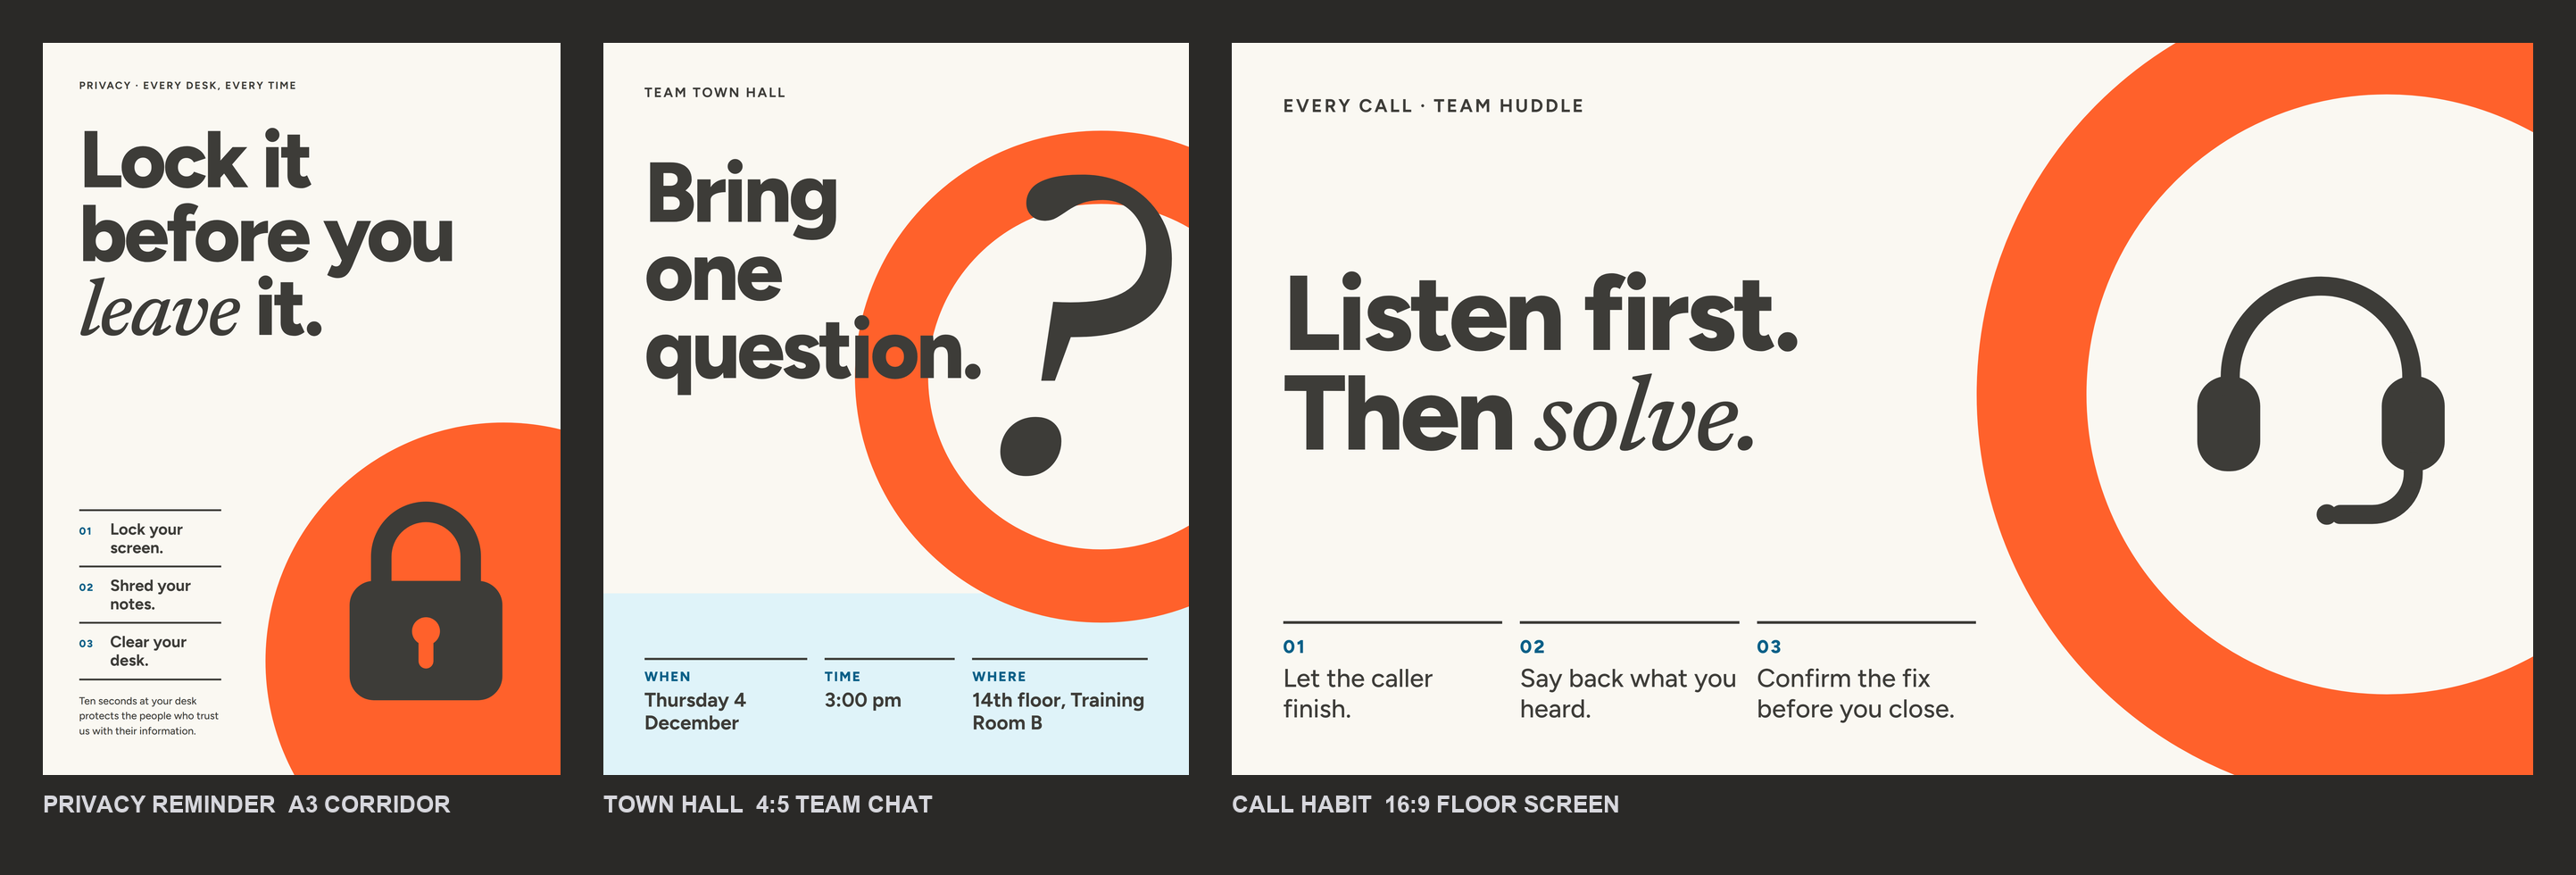 PRIVACY · EVERY DESK, EVERY TIME
Lock it
before you
leave it.
01 Lock your
screen.
02 Shred your
notes.
03 Clear your
desk.
Ten seconds at your desk
protects the people who trust
us with their information.
PRIVACY REMINDER A3 CORRIDOR
TEAM TOWN HALL
Bring
one
question.
?
WHEN
Thursday 4
December
TIME
3:00 pm
WHERE
14th floor, Training
Room B
TOWN HALL 4:5 TEAM CHAT
EVERY CALL · TEAM HUDDLE
Listen first.
Then solve.
01
Let the caller
finish.
02
Say back what you
heard.
03
Confirm the fix
before you close.
CALL HABIT 16:9 FLOOR SCREEN